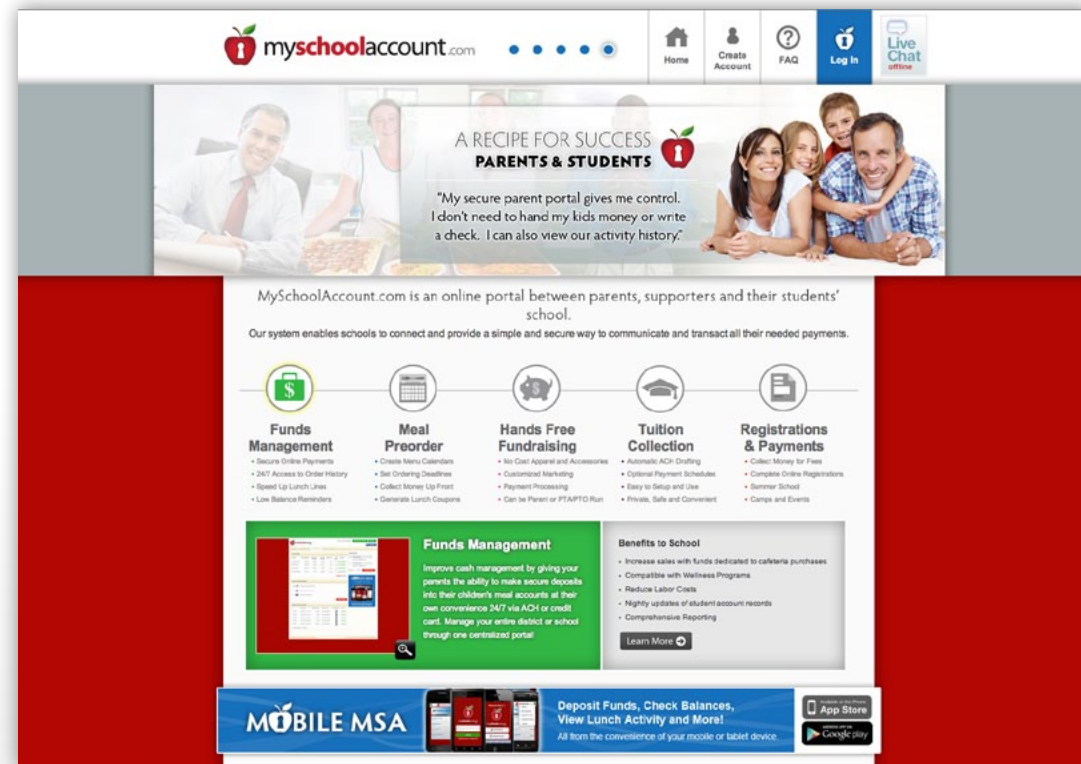 myschoolaccount.com
Home
Create
Account
FAQ
Log In
Live
Chat
offline
A RECIPE FOR SUCCESS
PARENTS & STUDENTS
"My secure parent portal gives me control.
I don't need to hand my kids money or write
a check. I can also view our activity history."
MySchoolAccount.com is an online portal between parents, supporters and their students'
school.
Our system enables schools to connect and provide a simple and secure way to communicate and transact all their needed payments.
Funds
Management
• Secure Online Payments
• 24/7 Access to Order History
• Speed Up Lunch Lines
• Low Balance Reminders
Meal
Preorder
• Create Menu Calendars
• Set Ordering Deadlines
• Collect Money Up Front
• Generate Lunch Coupons
Hands Free
Fundraising
• No Cost Apparel and Accessories
• Customized Marketing
• Payment Processing
• Can be Parent or PTA/PTO Run
Tuition
Collection
• Automatic ACH Drafting
• Optional Payment Schedules
• Easy to Setup and Use
• Private, Safe and Convenient
Registrations
& Payments
• Collect Money for Fees
• Complete Online Registrations
• Summer School
• Camps and Events
Funds Management
Improve cash management by giving your
parents the ability to make secure deposits
into their children's meal accounts at their
own convenience 24/7 via ACH or credit
card. Manage your entire district or school
through one centralized portal!
Benefits to School
• Increase sales with funds dedicated to cafeteria purchases
• Compatible with Wellness Programs
• Reduce Labor Costs
• Nightly updates of student account records
• Comprehensive Reporting
Learn More
MOBILE MSA
Deposit Funds, Check Balances,
View Lunch Activity and More!
All from the convenience of your mobile or tablet device.
App Store
Google play